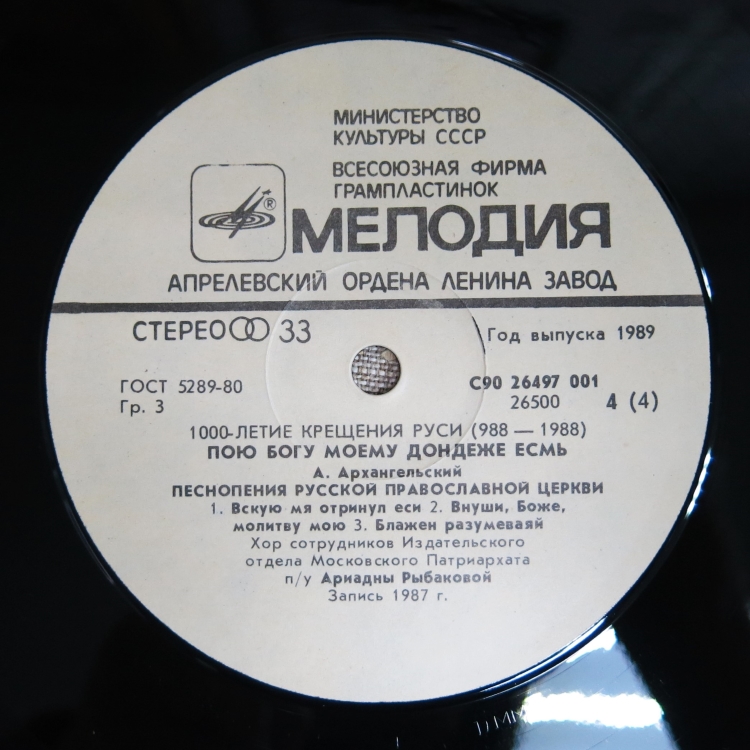 МИНИСТЕРСТВО
КУЛЬТУРЫ СССР
ВСЕСОЮЗНАЯ ФИРМА
ГРАМПЛАСТИНОК
®
МЕЛОДИЯ
АПРЕЛЕВСКИЙ ОРДЕНА ЛЕНИНА ЗАВОД
СТЕРЕО 33
Год выпуска 1989
ГОСТ 5289-80
Гр. 3
С90 26497 001
26500 4 (4)
1000-ЛЕТИЕ КРЕЩЕНИЯ РУСИ (988 — 1988)
ПОЮ БОГУ МОЕМУ ДОНДЕЖЕ ЕСМЬ
А. Архангельский
ПЕСНОПЕНИЯ РУССКОЙ ПРАВОСЛАВНОЙ ЦЕРКВИ
1. Вскую мя отринул еси 2. Внуши, Боже,
молитву мою 3. Блажен разумеваяй
Хор сотрудников Издательского
отдела Московского Патриархата
п/у Ариадны Рыбаковой
Запись 1987 г.